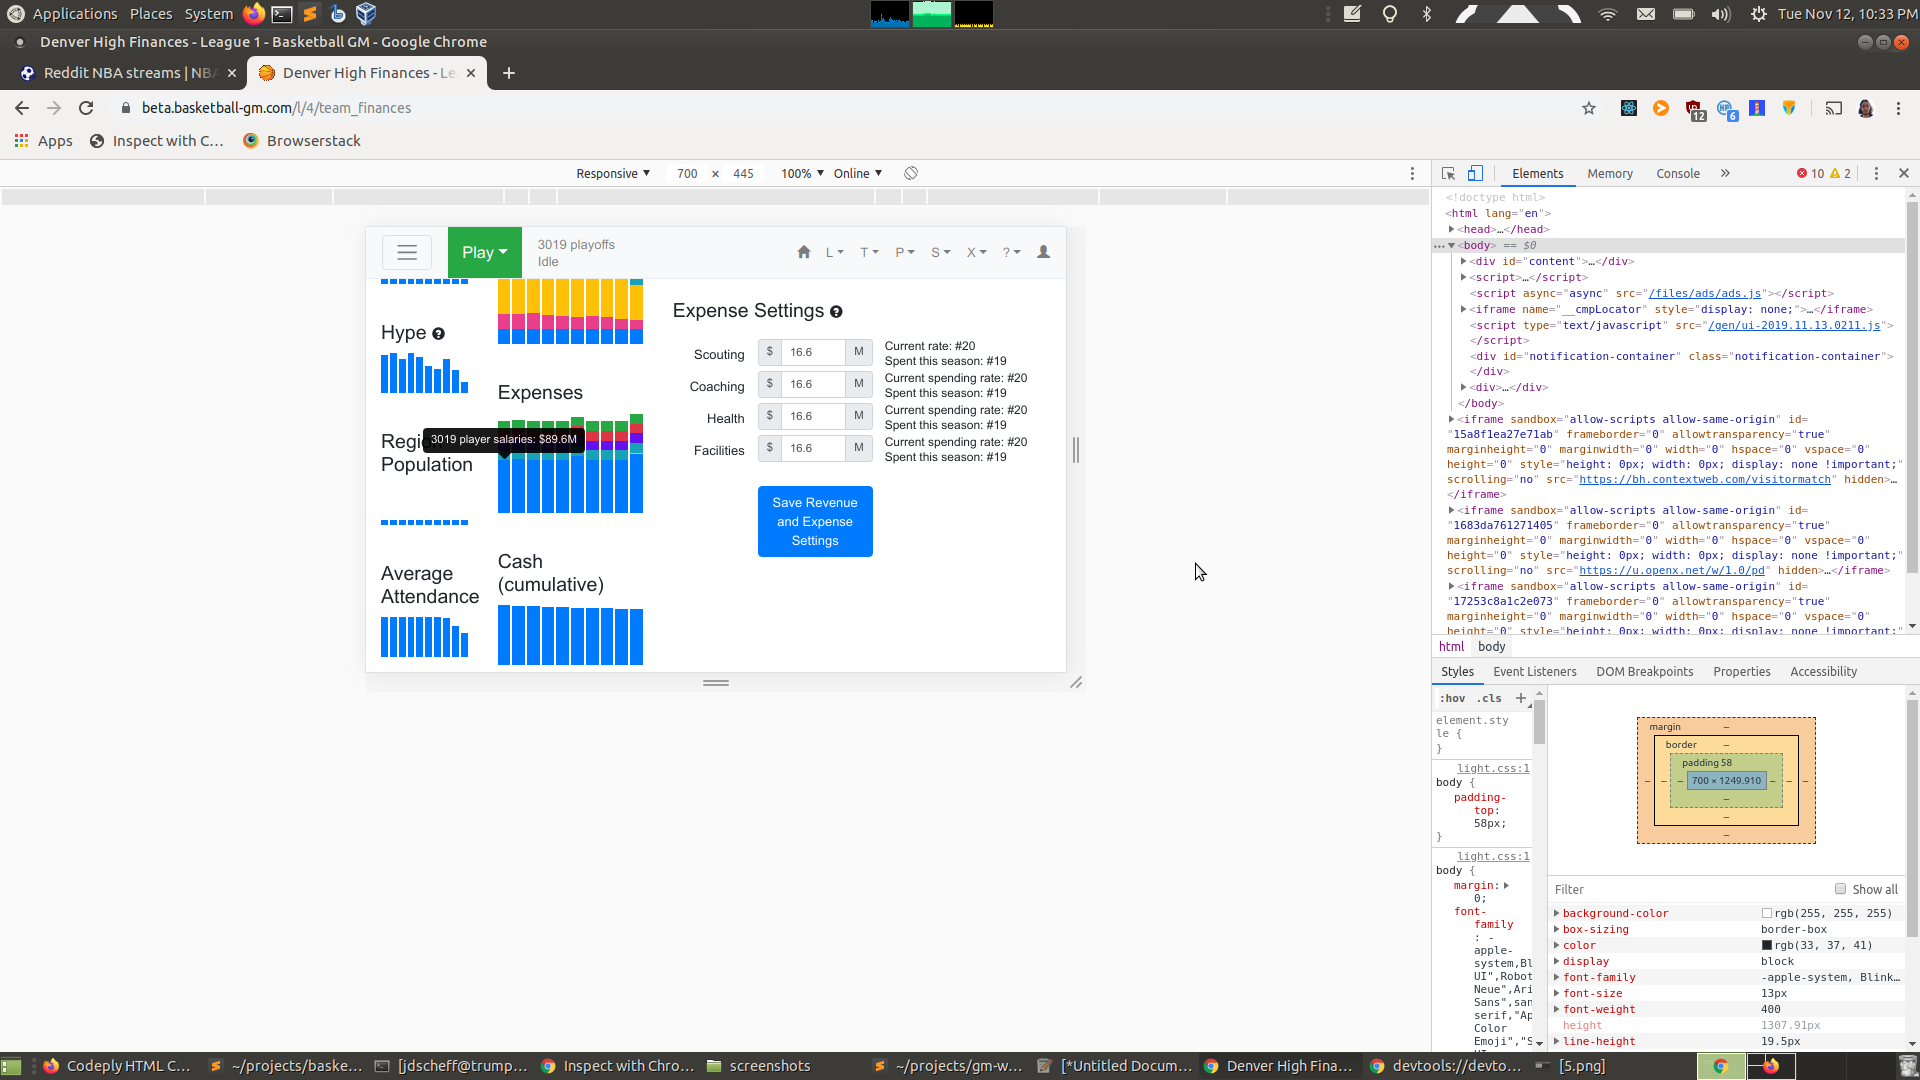 Applications Places System
Tue Nov 12, 10:33 PM
Denver High Finances - League 1 - Basketball GM - Google Chrome
Reddit NBA streams | NBA
Denver High Finances - Le
beta.basketball-gm.com/l/4/team_finances
12
6
Apps
Inspect with C…
Browserstack
Responsive ▼ 700 × 445 100% ▼ Online ▼
Elements Memory Console » 10 2
Play
3019 playoffs
Idle
L T P S X ?
Hype ?
Region
Population
Average
Attendance
Expenses
3019 player salaries: $89.6M
Cash
(cumulative)
Expense Settings ?
Scouting $ 16.6 M
Current rate: #20
Spent this season: #19
Coaching $ 16.6 M
Current spending rate: #20
Spent this season: #19
Health $ 16.6 M
Current spending rate: #20
Spent this season: #19
Facilities $ 16.6 M
Current spending rate: #20
Spent this season: #19
Save Revenue
and Expense
Settings
<!doctype html>
<html lang="en">
<head>…</head>
<body> == $0
<div id="content">…</div>
<script>…</script>
<script async="async" src="/files/ads/ads.js"></script>
<iframe name="__cmpLocator" style="display: none;">…</iframe>
<script type="text/javascript" src="/gen/ui-2019.11.13.0211.js">
</script>
<div id="notification-container" class="notification-container">
</div>
<div>…</div>
</body>
<iframe sandbox="allow-scripts allow-same-origin" id=
"15a8f1ea27e71ab" frameborder="0" allowtransparency="true"
marginheight="0" marginwidth="0" hspace="0" vspace="0"
height="0" style="height: 0px; width: 0px; display: none !important;"
scrolling="no" src="https://bh.contextweb.com/visitormatch" hidden>…
</iframe>
<iframe sandbox="allow-scripts allow-same-origin" id=
"1683da761271405" frameborder="0" allowtransparency="true"
marginheight="0" marginwidth="0" hspace="0" vspace="0"
height="0" style="height: 0px; width: 0px; display: none !important;"
scrolling="no" src="https://u.openx.net/w/1.0/pd" hidden>…</iframe>
<iframe sandbox="allow-scripts allow-same-origin" id=
"17253c8a1c2e073" frameborder="0" allowtransparency="true"
marginheight="0" marginwidth="0" hspace="0" vspace="0"
height="0" style="height: 0px; width: 0px; display: none !important;"
html body
Styles Event Listeners DOM Breakpoints Properties Accessibility
:hov .cls +
element.sty
le {
}
light.css:1
body {
padding-
top:
58px;
}
light.css:1
body {
margin:
0;
font-
family
: -
apple-
system,Bl
UI",Robot
Neue",Ari
Sans",san
serif,"Ap
Color
Emoji","S
margin –
border –
padding 58
– – – 700 × 1249.910 – – –
–
–
–
Filter Show all
background-color rgb(255, 255, 255)
box-sizing border-box
color rgb(33, 37, 41)
display block
font-family -apple-system, Blink…
font-size 13px
font-weight 400
height 1307.91px
line-height 19.5px
Codeply HTML C…
~/projects/baske…
[jdscheff@trump…
Inspect with Chro…
screenshots
~/projects/gm-w…
[*Untitled Docum…
Denver High Fina…
devtools://devto…
[5.png]